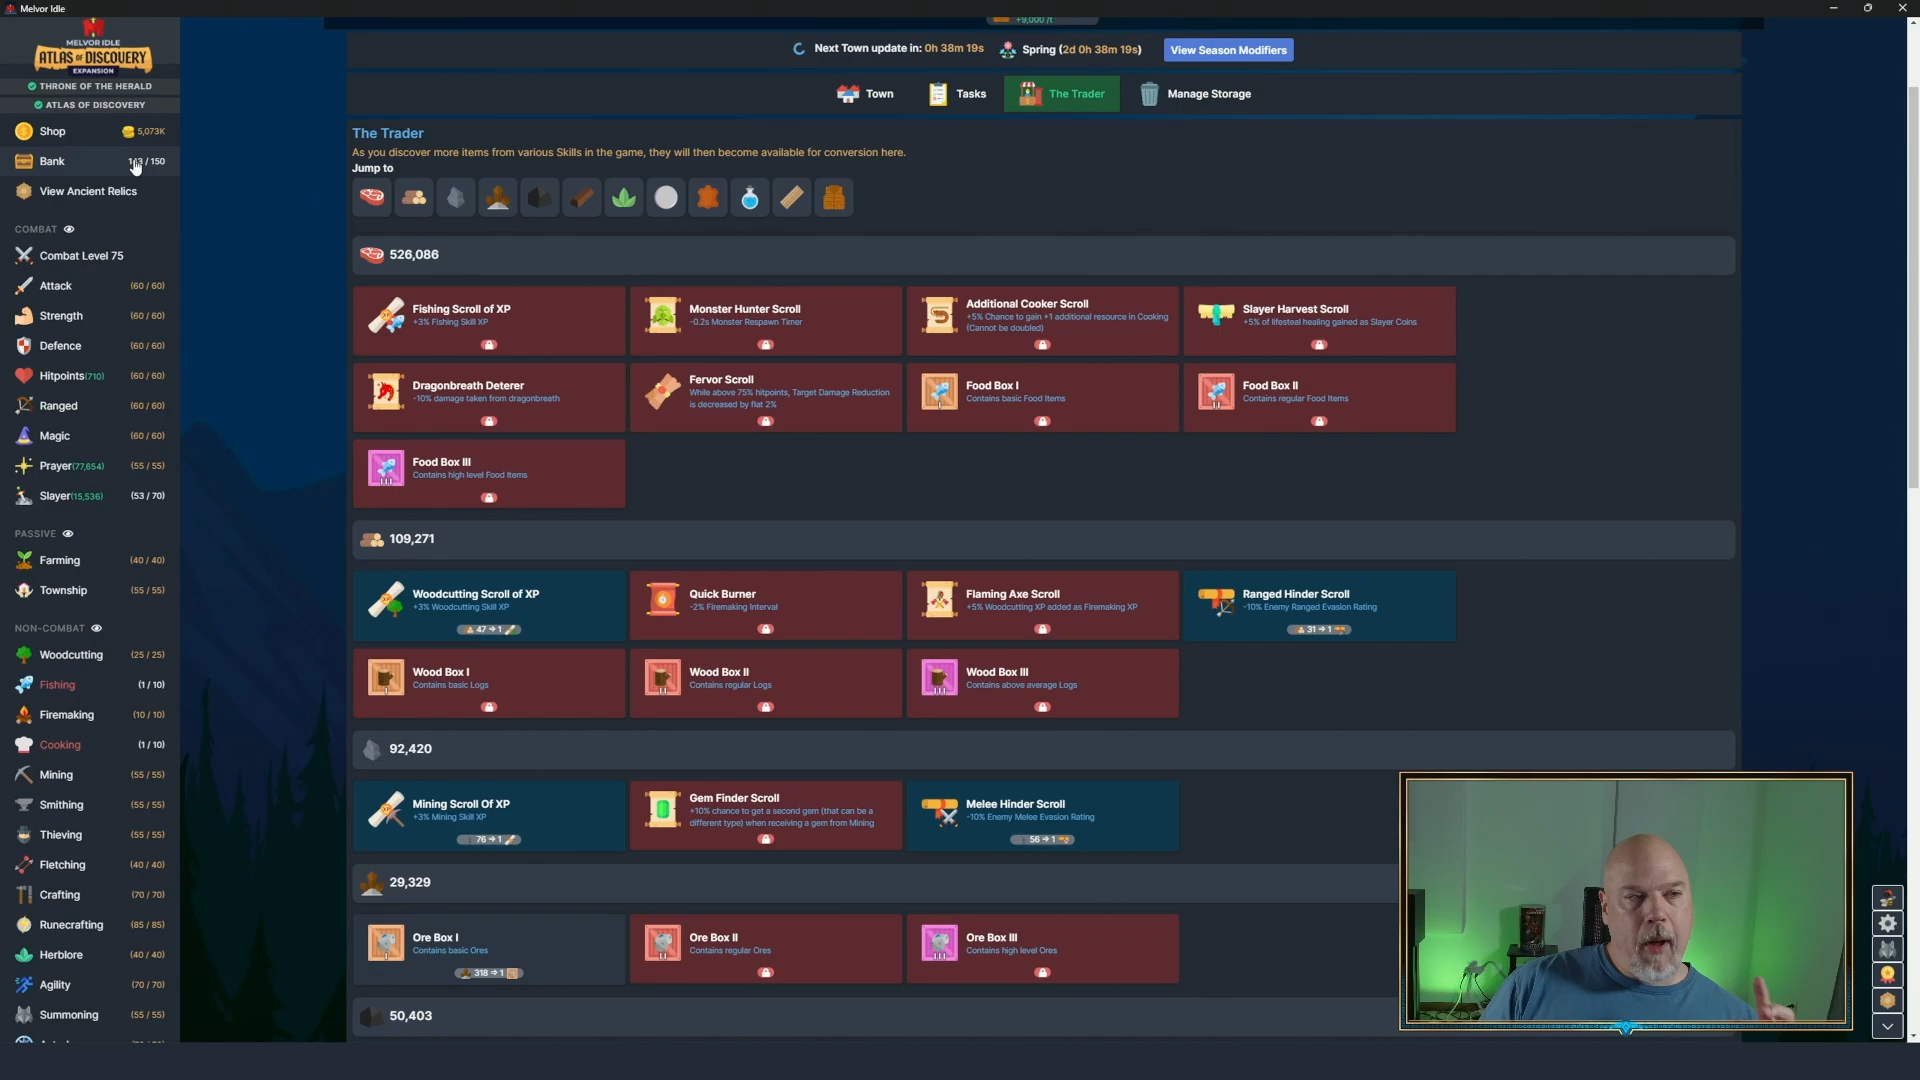 Melvor Idle
+9,000 /t
MELVOR IDLE
ATLAS OF DISCOVERY
EXPANSION
THRONE OF THE HERALD
ATLAS OF DISCOVERY
Shop 5,073K
Bank 143 / 150
View Ancient Relics
COMBAT
Combat Level 75
Attack (60 / 60)
Strength (60 / 60)
Defence (60 / 60)
Hitpoints(710) (60 / 60)
Ranged (60 / 60)
Magic (60 / 60)
Prayer(77,654) (55 / 55)
Slayer(15,536) (53 / 70)
PASSIVE
Farming (40 / 40)
Township (55 / 55)
NON-COMBAT
Woodcutting (25 / 25)
Fishing (1 / 10)
Firemaking (10 / 10)
Cooking (1 / 10)
Mining (55 / 55)
Smithing (55 / 55)
Thieving (55 / 55)
Fletching (40 / 40)
Crafting (70 / 70)
Runecrafting (85 / 85)
Herblore (40 / 40)
Agility (70 / 70)
Summoning (55 / 55)
Next Town update in: 0h 38m 19s
Spring (2d 0h 38m 19s)
View Season Modifiers
Town
Tasks
The Trader
Manage Storage
The Trader
As you discover more items from various Skills in the game, they will then become available for conversion here.
Jump to
526,086
Fishing Scroll of XP
+3% Fishing Skill XP
Monster Hunter Scroll
-0.2s Monster Respawn Timer
Additional Cooker Scroll
+5% Chance to gain +1 additional resource in Cooking
(Cannot be doubled)
Slayer Harvest Scroll
+5% of lifesteal healing gained as Slayer Coins
Dragonbreath Deterer
-10% damage taken from dragonbreath
Fervor Scroll
While above 75% hitpoints, Target Damage Reduction
is decreased by flat 2%
Food Box I
Contains basic Food Items
Food Box II
Contains regular Food Items
Food Box III
Contains high level Food Items
109,271
Woodcutting Scroll of XP
+3% Woodcutting Skill XP
47 → 1
Quick Burner
-2% Firemaking Interval
Flaming Axe Scroll
+5% Woodcutting XP added as Firemaking XP
Ranged Hinder Scroll
-10% Enemy Ranged Evasion Rating
31 → 1
Wood Box I
Contains basic Logs
Wood Box II
Contains regular Logs
Wood Box III
Contains above average Logs
92,420
Mining Scroll Of XP
+3% Mining Skill XP
76 → 1
Gem Finder Scroll
+10% chance to get a second gem (that can be a
different type) when receiving a gem from Mining
Melee Hinder Scroll
-10% Enemy Melee Evasion Rating
56 → 1
29,329
Ore Box I
Contains basic Ores
318 → 1
Ore Box II
Contains regular Ores
Ore Box III
Contains high level Ores
50,403